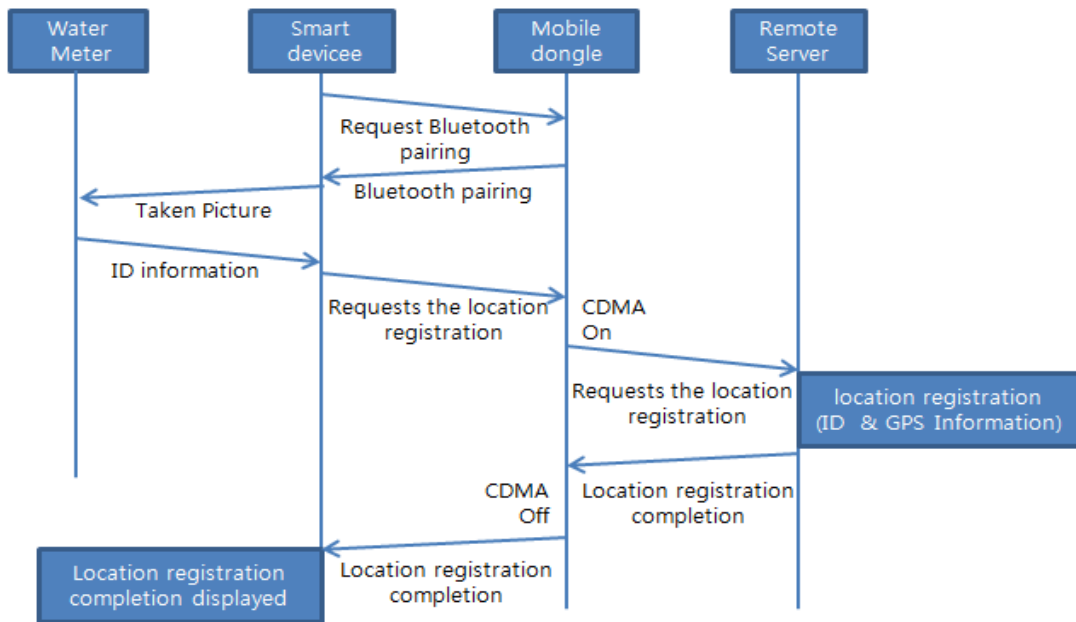 Water
Meter
Smart
devicee
Mobile
dongle
Remote
Server
Request Bluetooth
pairing
Bluetooth pairing
Taken Picture
ID information
Requests the location
registration
CDMA
On
Requests the location
registration
location registration
(ID & GPS Information)
Location registration
completion
CDMA
Off
Location registration
completion
Location registration
completion displayed